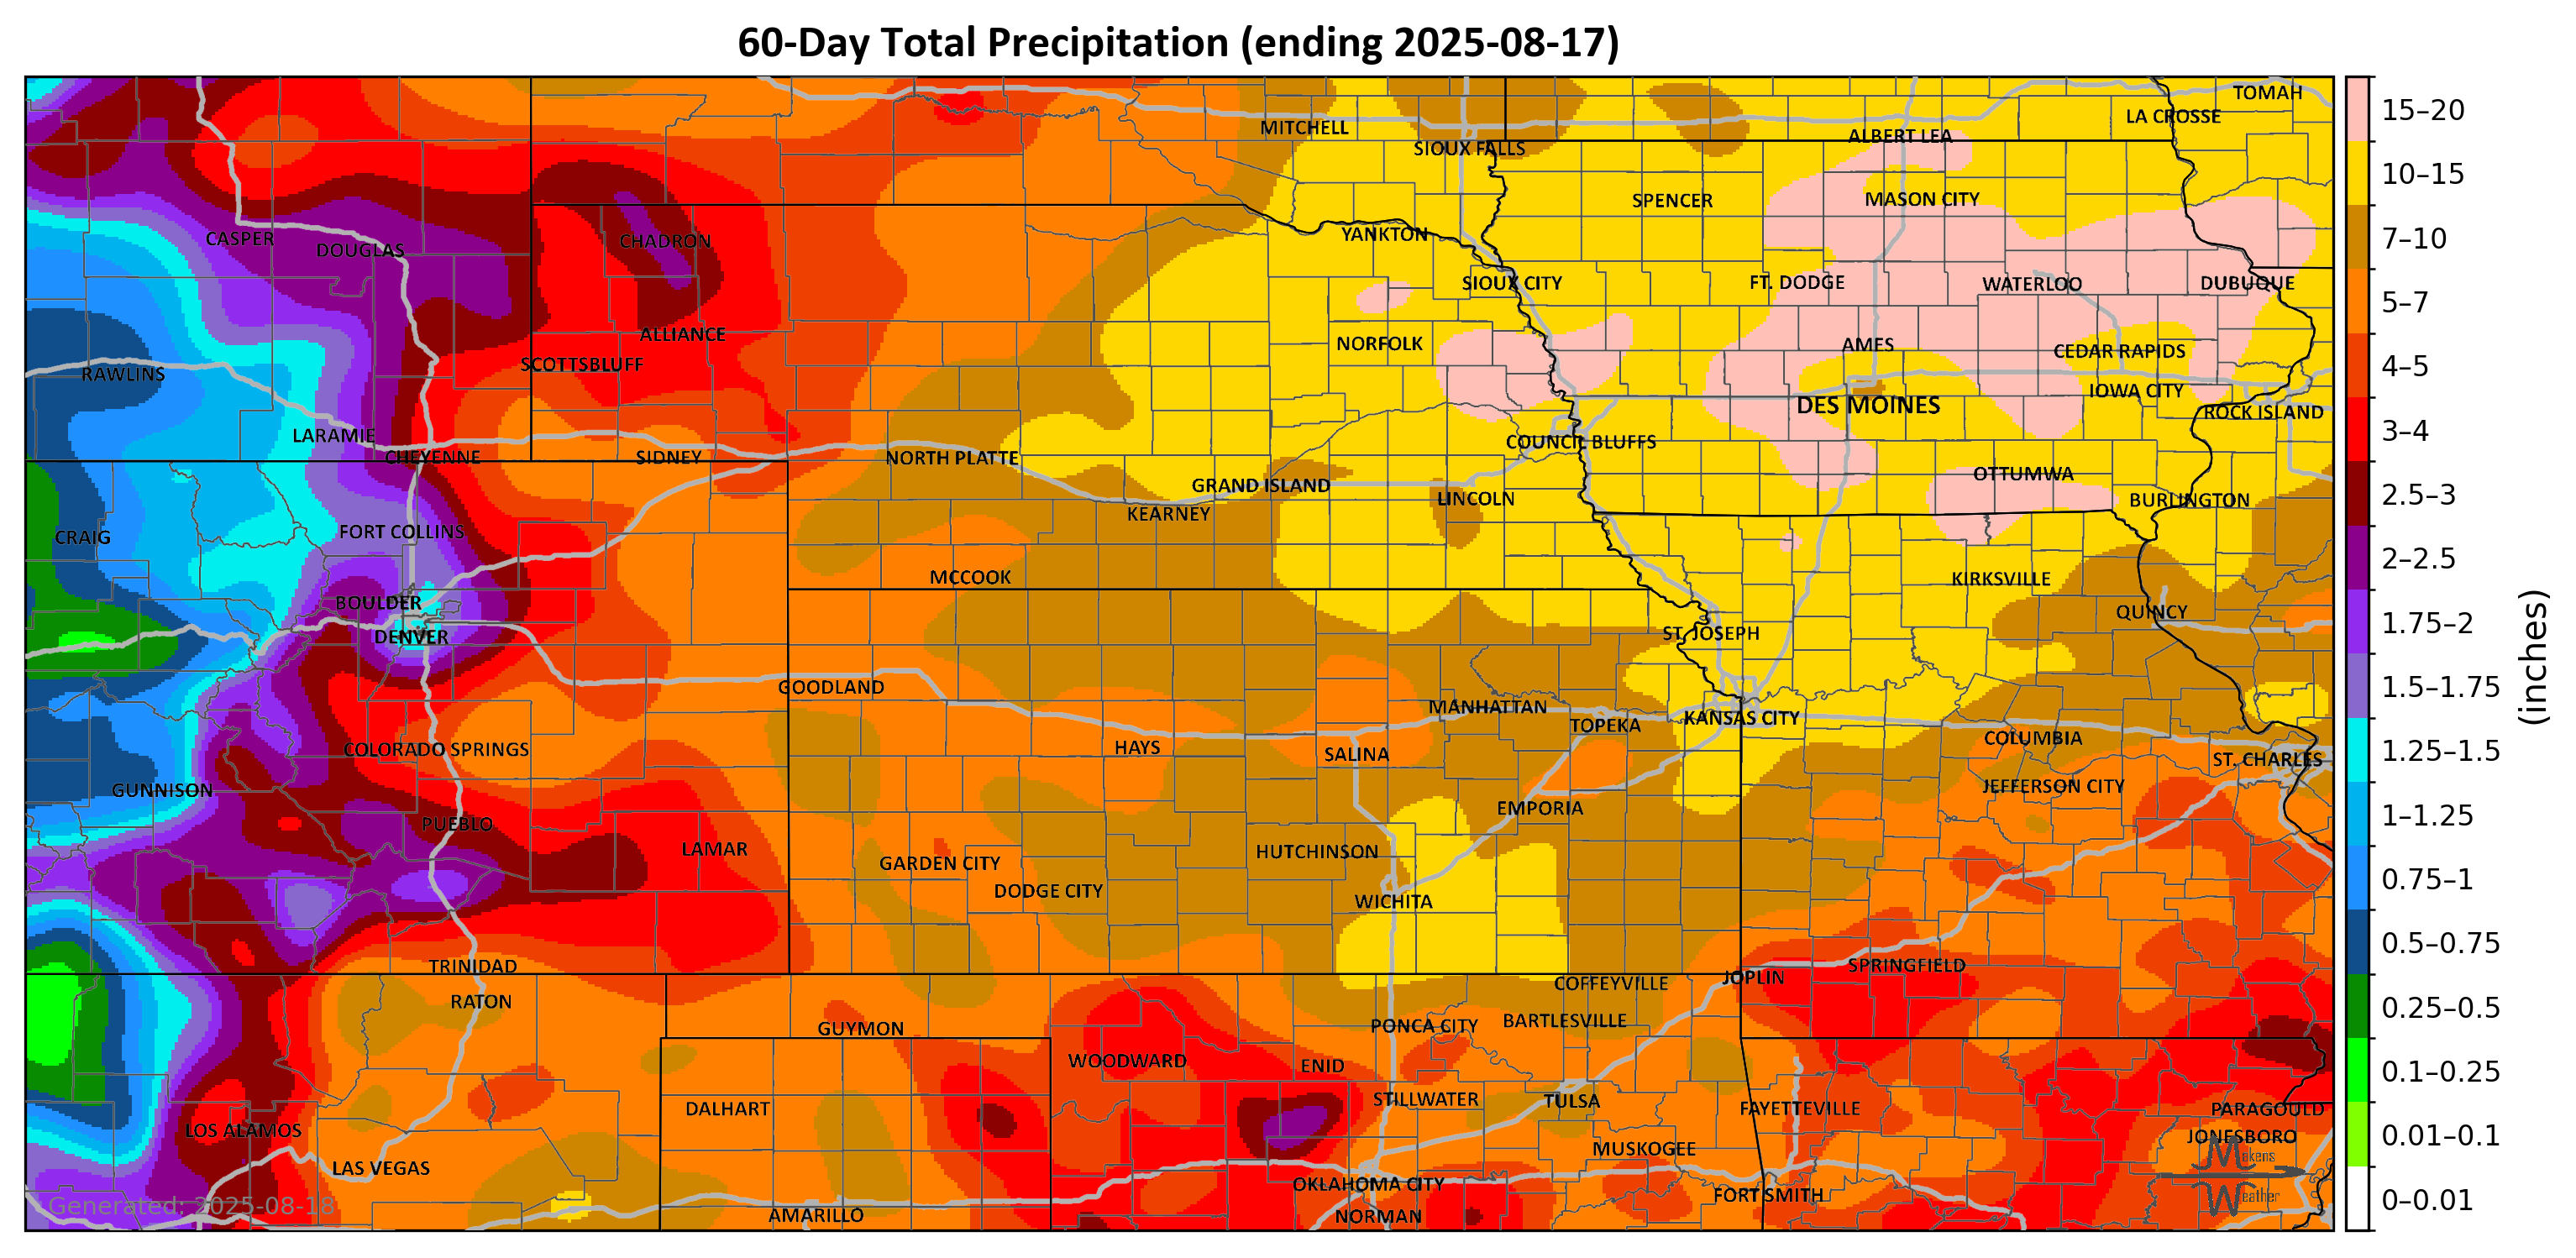 60-Day Total Precipitation (ending 2025-08-17)
TOMAH
LA CROSSE
MITCHELL
ALBERT LEA
SIOUX FALLS
SPENCER
MASON CITY
CASPER
DOUGLAS
CHADRON
YANKTON
SIOUX CITY
FT. DODGE
WATERLOO
DUBUQUE
ALLIANCE
NORFOLK
AMES
CEDAR RAPIDS
SCOTTSBLUFF
RAWLINS
IOWA CITY
DES MOINES
ROCK ISLAND
LARAMIE
COUNCIL BLUFFS
CHEYENNE
SIDNEY
NORTH PLATTE
OTTUMWA
GRAND ISLAND
LINCOLN
BURLINGTON
KEARNEY
CRAIG
FORT COLLINS
MCCOOK
KIRKSVILLE
BOULDER
QUINCY
DENVER
ST. JOSEPH
GOODLAND
MANHATTAN
TOPEKA
KANSAS CITY
COLUMBIA
COLORADO SPRINGS
HAYS
SALINA
ST. CHARLES
GUNNISON
JEFFERSON CITY
EMPORIA
PUEBLO
LAMAR
HUTCHINSON
GARDEN CITY
DODGE CITY
WICHITA
TRINIDAD
SPRINGFIELD
JOPLIN
COFFEYVILLE
RATON
GUYMON
PONCA CITY
BARTLESVILLE
WOODWARD
ENID
DALHART
STILLWATER
TULSA
FAYETTEVILLE
PARAGOULD
LOS ALAMOS
JONESBORO
MUSKOGEE
LAS VEGAS
OKLAHOMA CITY
FORT SMITH
AMARILLO
NORMAN
Makens
Weather
Generated: 2025-08-18
15–20
10–15
7–10
5–7
4–5
3–4
2.5–3
2–2.5
1.75–2
1.5–1.75
1.25–1.5
1–1.25
0.75–1
0.5–0.75
0.25–0.5
0.1–0.25
0.01–0.1
0–0.01
(inches)